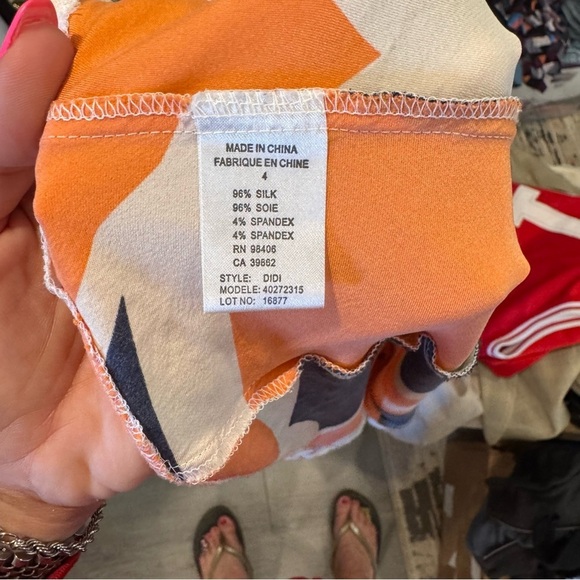 MADE IN CHINA
FABRIQUE EN CHINE
4
96% SILK
96% SOIE
4% SPANDEX
4% SPANDEX
RN 98406
CA 39862
STYLE: DIDI
MODELE: 40272315
LOT NO: 16877